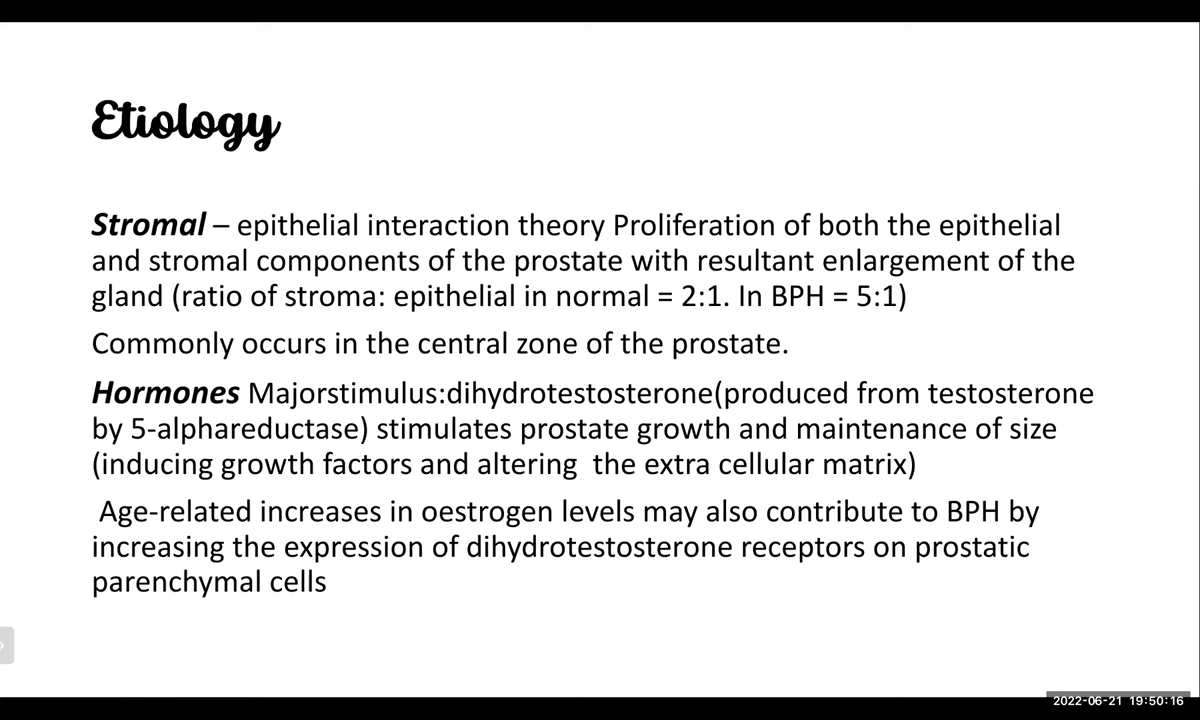 Etiology
Stromal – epithelial interaction theory Proliferation of both the epithelial
and stromal components of the prostate with resultant enlargement of the
gland (ratio of stroma: epithelial in normal = 2:1. In BPH = 5:1)
Commonly occurs in the central zone of the prostate.
Hormones Majorstimulus:dihydrotestosterone(produced from testosterone
by 5-alphareductase) stimulates prostate growth and maintenance of size
(inducing growth factors and altering  the extra cellular matrix)
Age-related increases in oestrogen levels may also contribute to BPH by
increasing the expression of dihydrotestosterone receptors on prostatic
parenchymal cells
2022-06-21 19:50:16